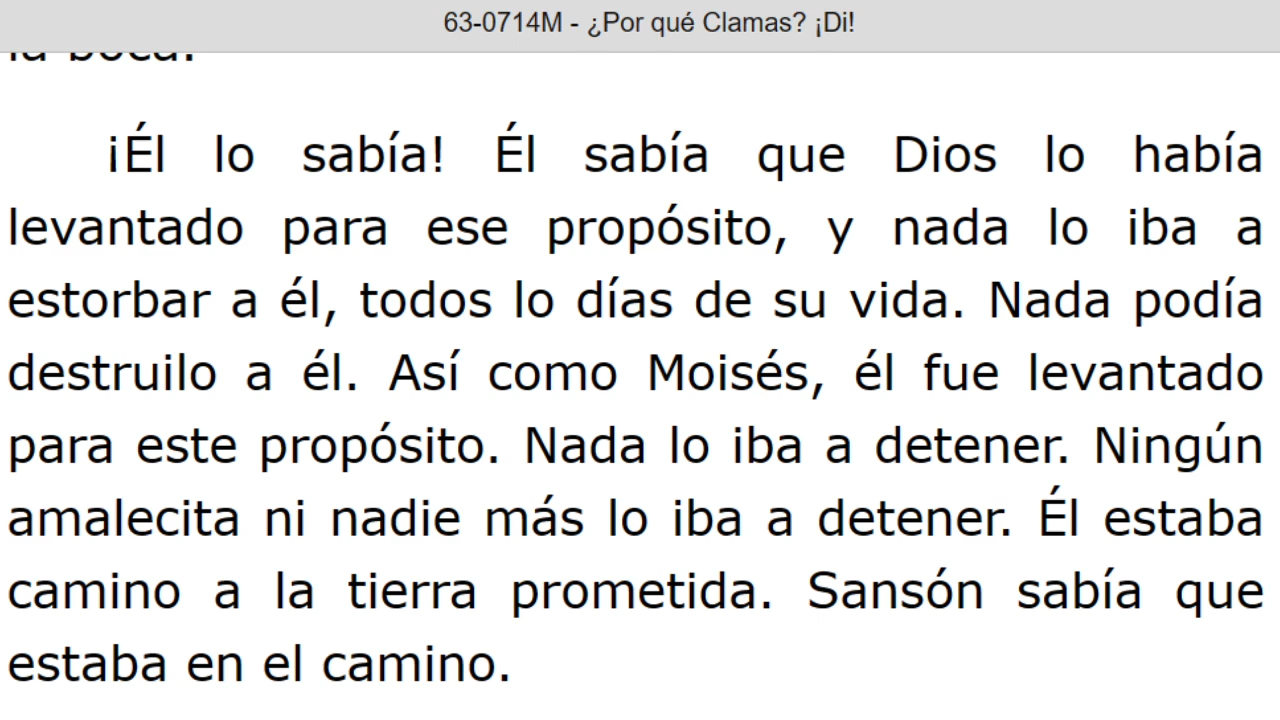 63-0714M - ¿Por qué Clamas? ¡Di!
la boca.
¡Él lo sabía! Él sabía que Dios lo había
levantado para ese propósito, y nada lo iba a
estorbar a él, todos lo días de su vida. Nada podía
destruilo a él. Así como Moisés, él fue levantado
para este propósito. Nada lo iba a detener. Ningún
amalecita ni nadie más lo iba a detener. Él estaba
camino a la tierra prometida. Sansón sabía que
estaba en el camino.